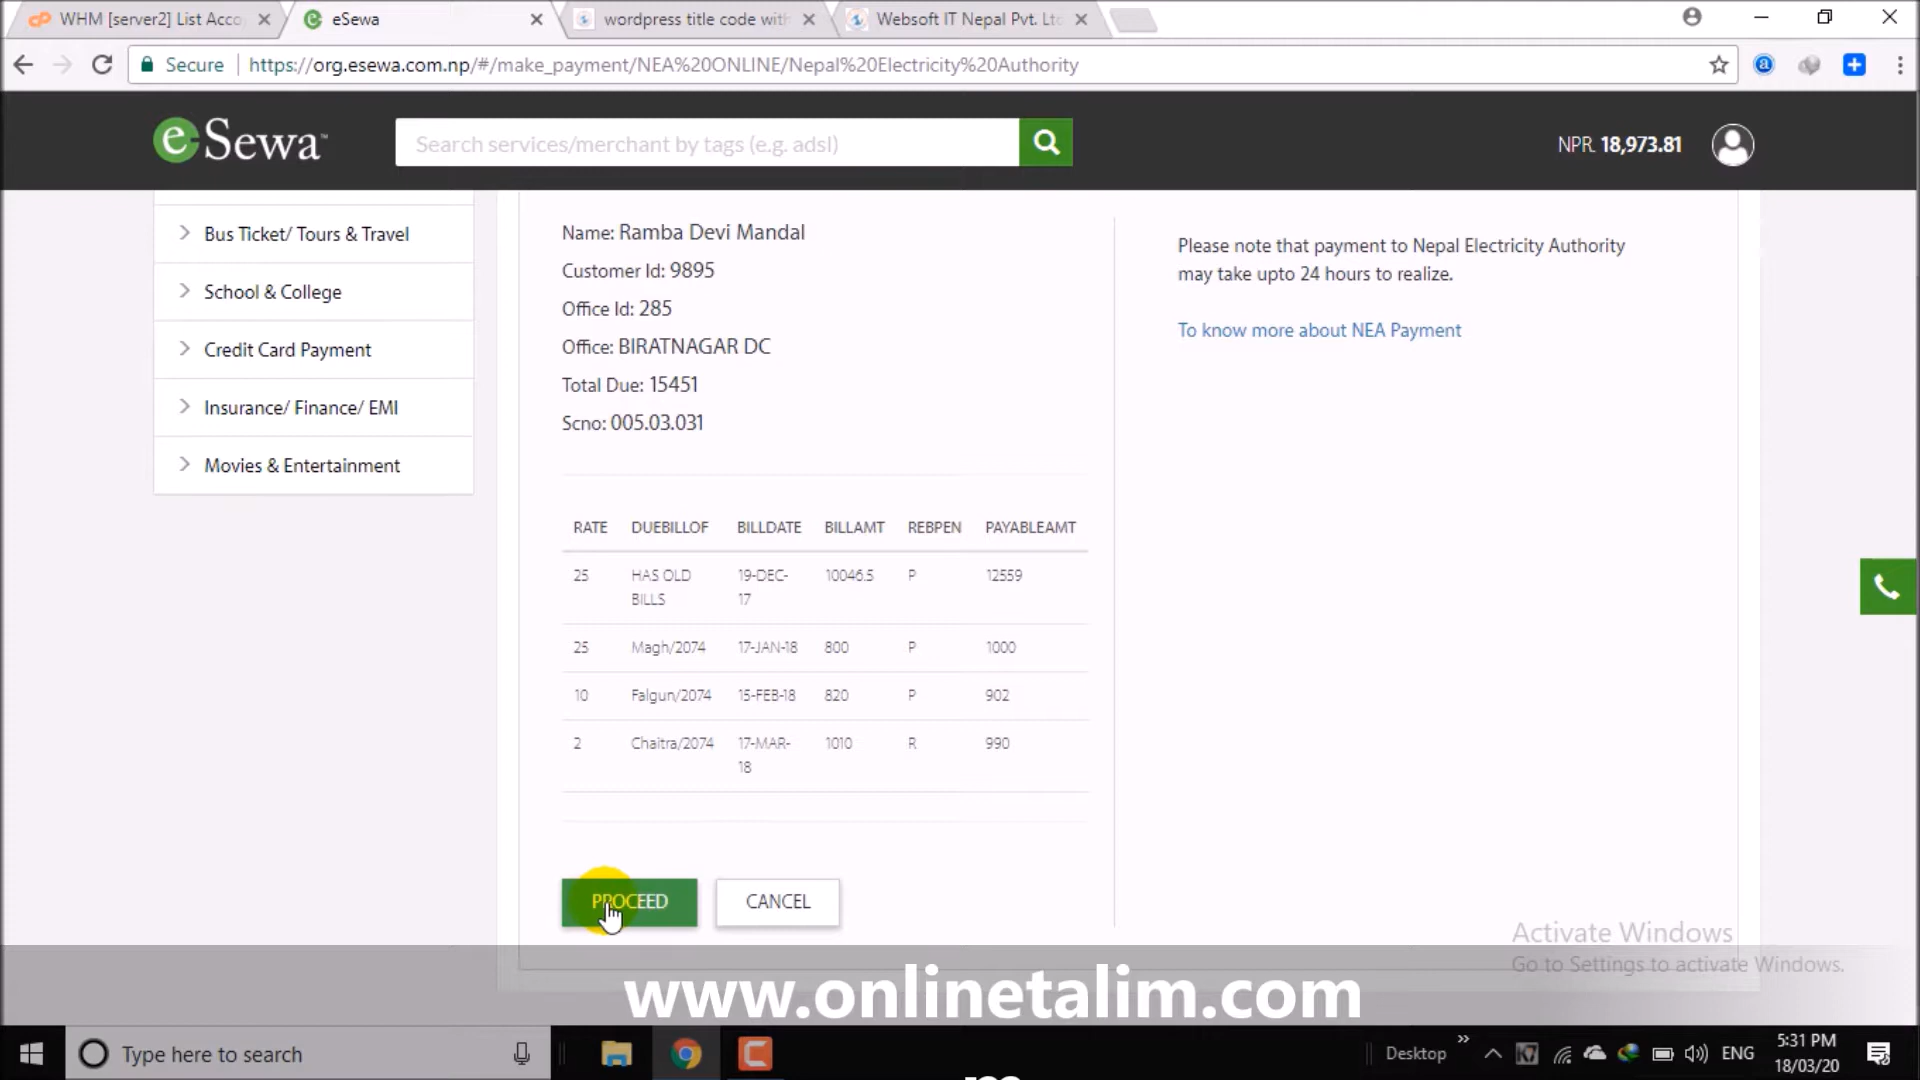 WHM [server2] List Acco
eSewa
wordpress title code with
Websoft IT Nepal Pvt. Ltd
Secure
https://org.esewa.com.np/#/make_payment/NEA%20ONLINE/Nepal%20Electricity%20Authority
eSewa™
Search services/merchant by tags (e.g. adsl)
NPR. 18,973.81
Bus Ticket/ Tours & Travel
School & College
Credit Card Payment
Insurance/ Finance/ EMI
Movies & Entertainment
Name: Ramba Devi Mandal
Customer Id: 9895
Office Id: 285
Office: BIRATNAGAR DC
Total Due: 15451
Scno: 005.03.031
Please note that payment to Nepal Electricity Authority
may take upto 24 hours to realize.
To know more about NEA Payment
RATE DUEBILLOF BILLDATE BILLAMT REBPEN PAYABLEAMT
25 HAS OLD 19-DEC- 10046.5 P 12559
BILLS 17
25 Magh/2074 17-JAN-18 800 P 1000
10 Falgun/2074 15-FEB-18 820 P 902
2 Chaitra/2074 17-MAR- 1010 R 990
18
PROCEED
CANCEL
Activate Windows
Go to Settings to activate Windows.
www.onlinetalim.com
Type here to search
Desktop
ENG
5:31 PM
18/03/20